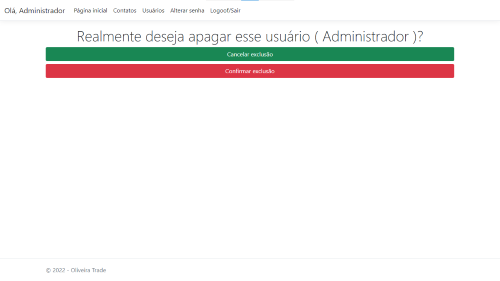 Olá, Administrador Página inicial Contatos Usuários Alterar senha Logoof/Sair
Realmente deseja apagar esse usuário ( Administrador )?
Cancelar exclusão
Confirmar exclusão
© 2022 - Oliveira Trade